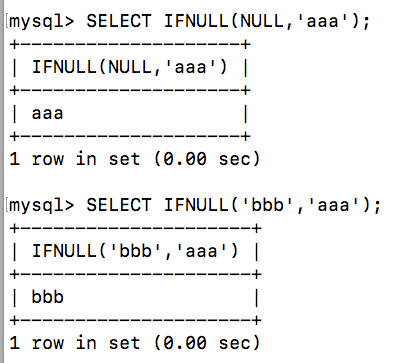 mysql> SELECT IFNULL(NULL,'aaa');
+--------------------+
| IFNULL(NULL,'aaa') |
+--------------------+
| aaa                |
+--------------------+
1 row in set (0.00 sec)
mysql> SELECT IFNULL('bbb','aaa');
+---------------------+
| IFNULL('bbb','aaa') |
+---------------------+
| bbb                 |
+---------------------+
1 row in set (0.00 sec)